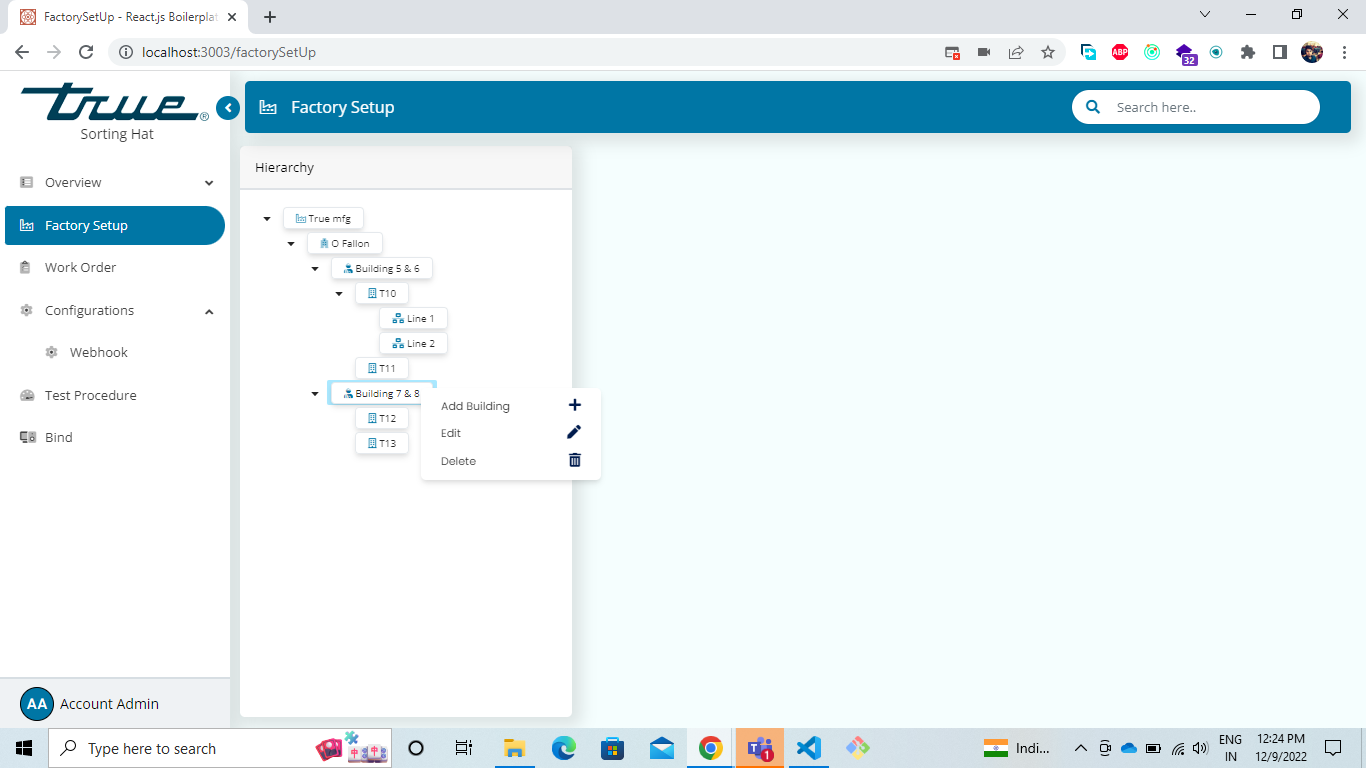 FactorySetUp - React.js Boilerplat
localhost:3003/factorySetUp
ABP
32
true®
Sorting Hat
Overview
Factory Setup
Work Order
Configurations
Webhook
Test Procedure
Bind
AA Account Admin
Factory Setup
Search here..
Hierarchy
True mfg
O Fallon
Building 5 & 6
T10
Line 1
Line 2
T11
Building 7 & 8
T12
T13
Add Building
Edit
Delete
Type here to search
1
Indi...
ENG
IN
12:24 PM
12/9/2022